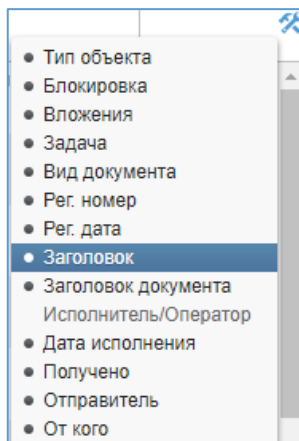 Тип объекта
Блокировка
Вложения
Задача
Вид документа
Рег. номер
Рег. дата
Заголовок
Заголовок документа
Исполнитель/Оператор
Дата исполнения
Получено
Отправитель
От кого